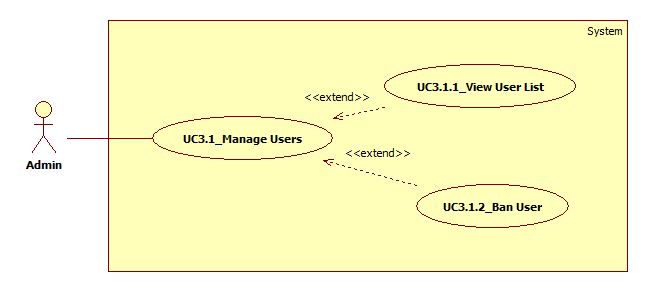 System
UC3.1.1_View User List
<<extend>>
UC3.1_Manage Users
<<extend>>
Admin
UC3.1.2_Ban User